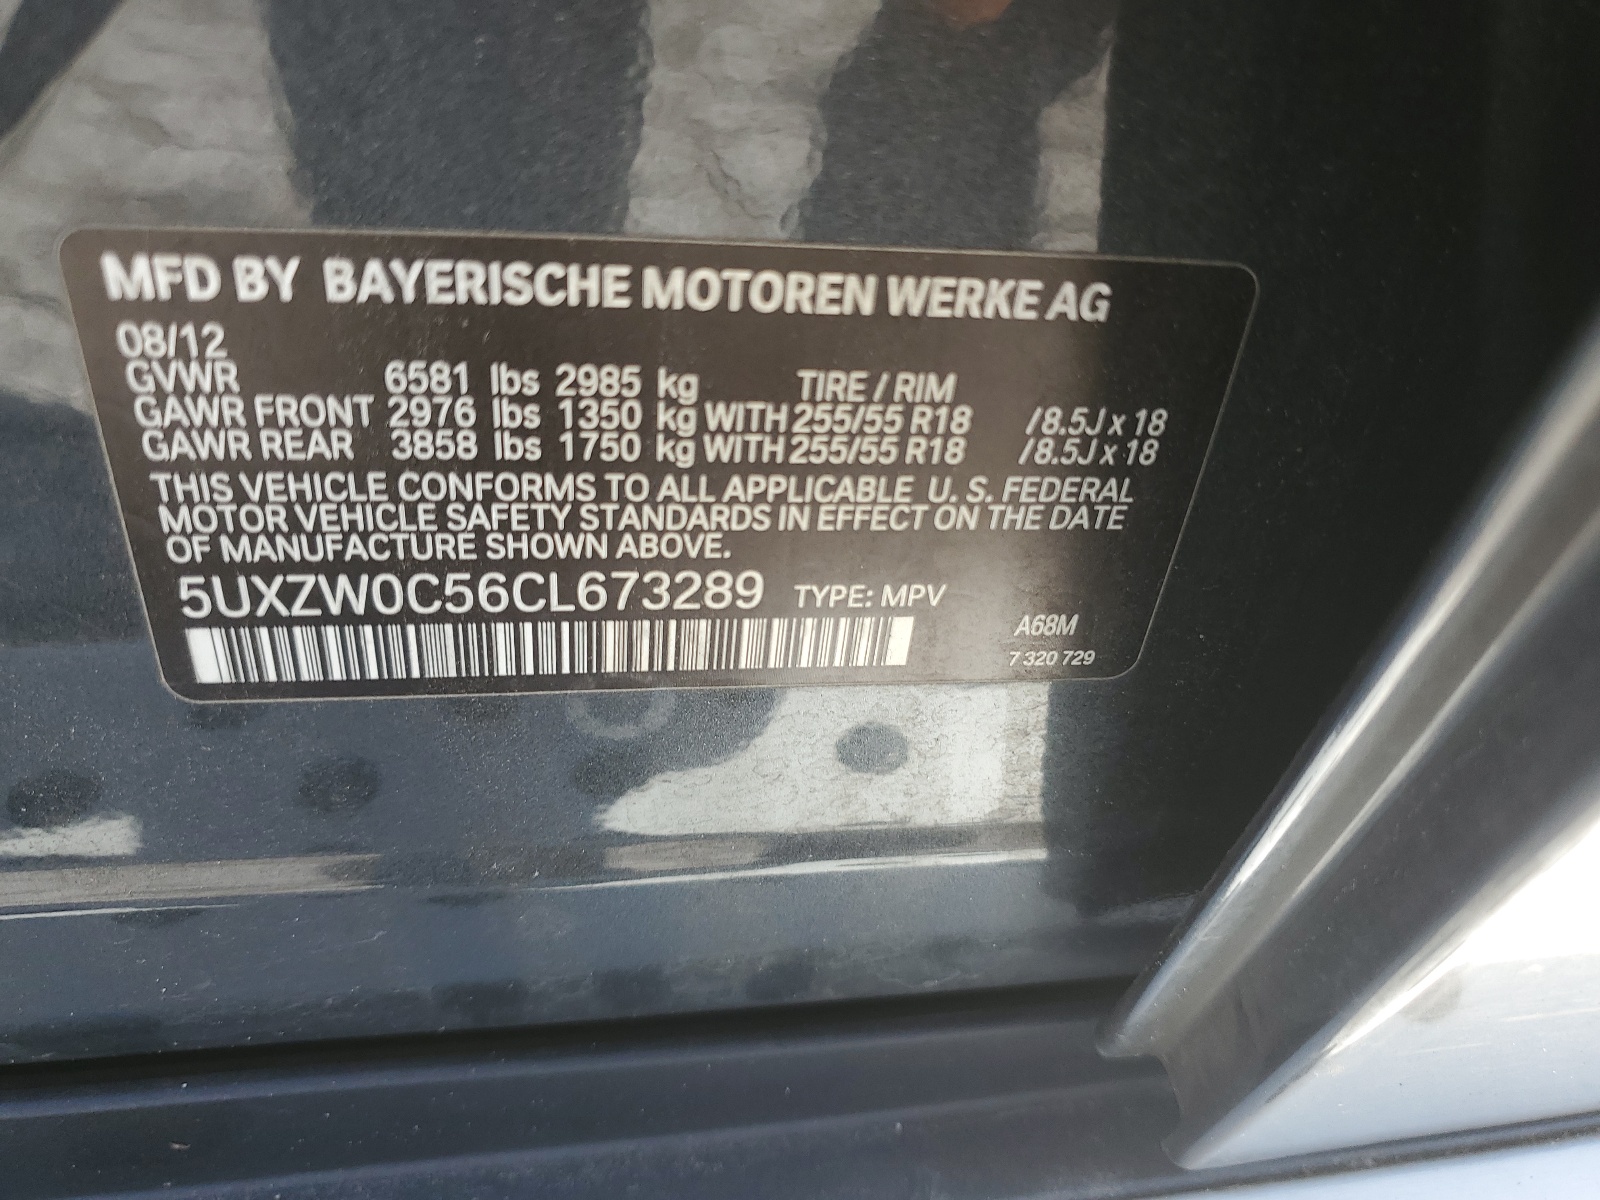 MFD BY BAYERISCHE MOTOREN WERKE AG
08/12
GVWR 6581 lbs 2985 kg TIRE / RIM
GAWR FRONT 2976 lbs 1350 kg WITH 255/55 R18 /8.5J x 18
GAWR REAR 3858 lbs 1750 kg WITH 255/55 R18 /8.5J x 18
THIS VEHICLE CONFORMS TO ALL APPLICABLE U. S. FEDERAL
MOTOR VEHICLE SAFETY STANDARDS IN EFFECT ON THE DATE
OF MANUFACTURE SHOWN ABOVE.
5UXZW0C56CL673289 TYPE: MPV
A68M
7 320 729